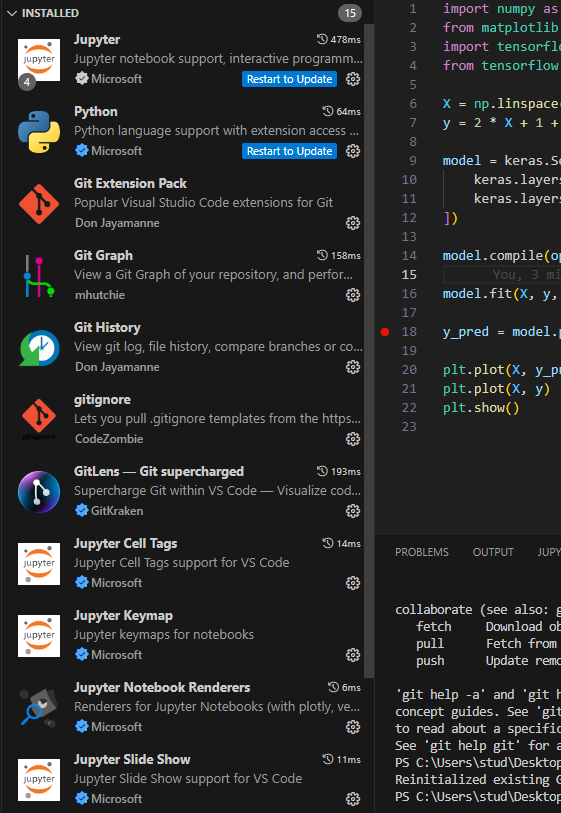 INSTALLED 15
Jupyter 478ms
Jupyter notebook support, interactive programm...
Microsoft Restart to Update
4
Python 64ms
Python language support with extension access ...
Microsoft Restart to Update
Git Extension Pack
Popular Visual Studio Code extensions for Git
Don Jayamanne
Git Graph 158ms
View a Git Graph of your repository, and perfor...
mhutchie
Git History
View git log, file history, compare branches or co...
Don Jayamanne
gitignore
Lets you pull .gitignore templates from the https...
CodeZombie
GitLens — Git supercharged 193ms
Supercharge Git within VS Code — Visualize cod...
GitKraken
Jupyter Cell Tags 14ms
Jupyter Cell Tags support for VS Code
Microsoft
Jupyter Keymap
Jupyter keymaps for notebooks
Microsoft
Jupyter Notebook Renderers 6ms
Renderers for Jupyter Notebooks (with plotly, ve...
Microsoft
Jupyter Slide Show 11ms
Jupyter Slide Show support for VS Code
Microsoft
1 import numpy as
2 from matplotlib
3 import tensorfl
4 from tensorflow
5
6 X = np.linspace(
7 y = 2 * X + 1 +
8
9 model = keras.Se
10 keras.layers
11 keras.layers
12 ])
13
14 model.compile(op
15 You, 3 mi
16 model.fit(X, y,
17
18 y_pred = model.p
19
20 plt.plot(X, y_pr
21 plt.plot(X, y)
22 plt.show()
23
PROBLEMS OUTPUT JUPY
collaborate (see also: g
fetch Download ob
pull Fetch from
push Update remo
'git help -a' and 'git h
concept guides. See 'git
to read about a specific
See 'git help git' for a
PS C:\Users\stud\Desktop
Reinitialized existing G
PS C:\Users\stud\Desktop